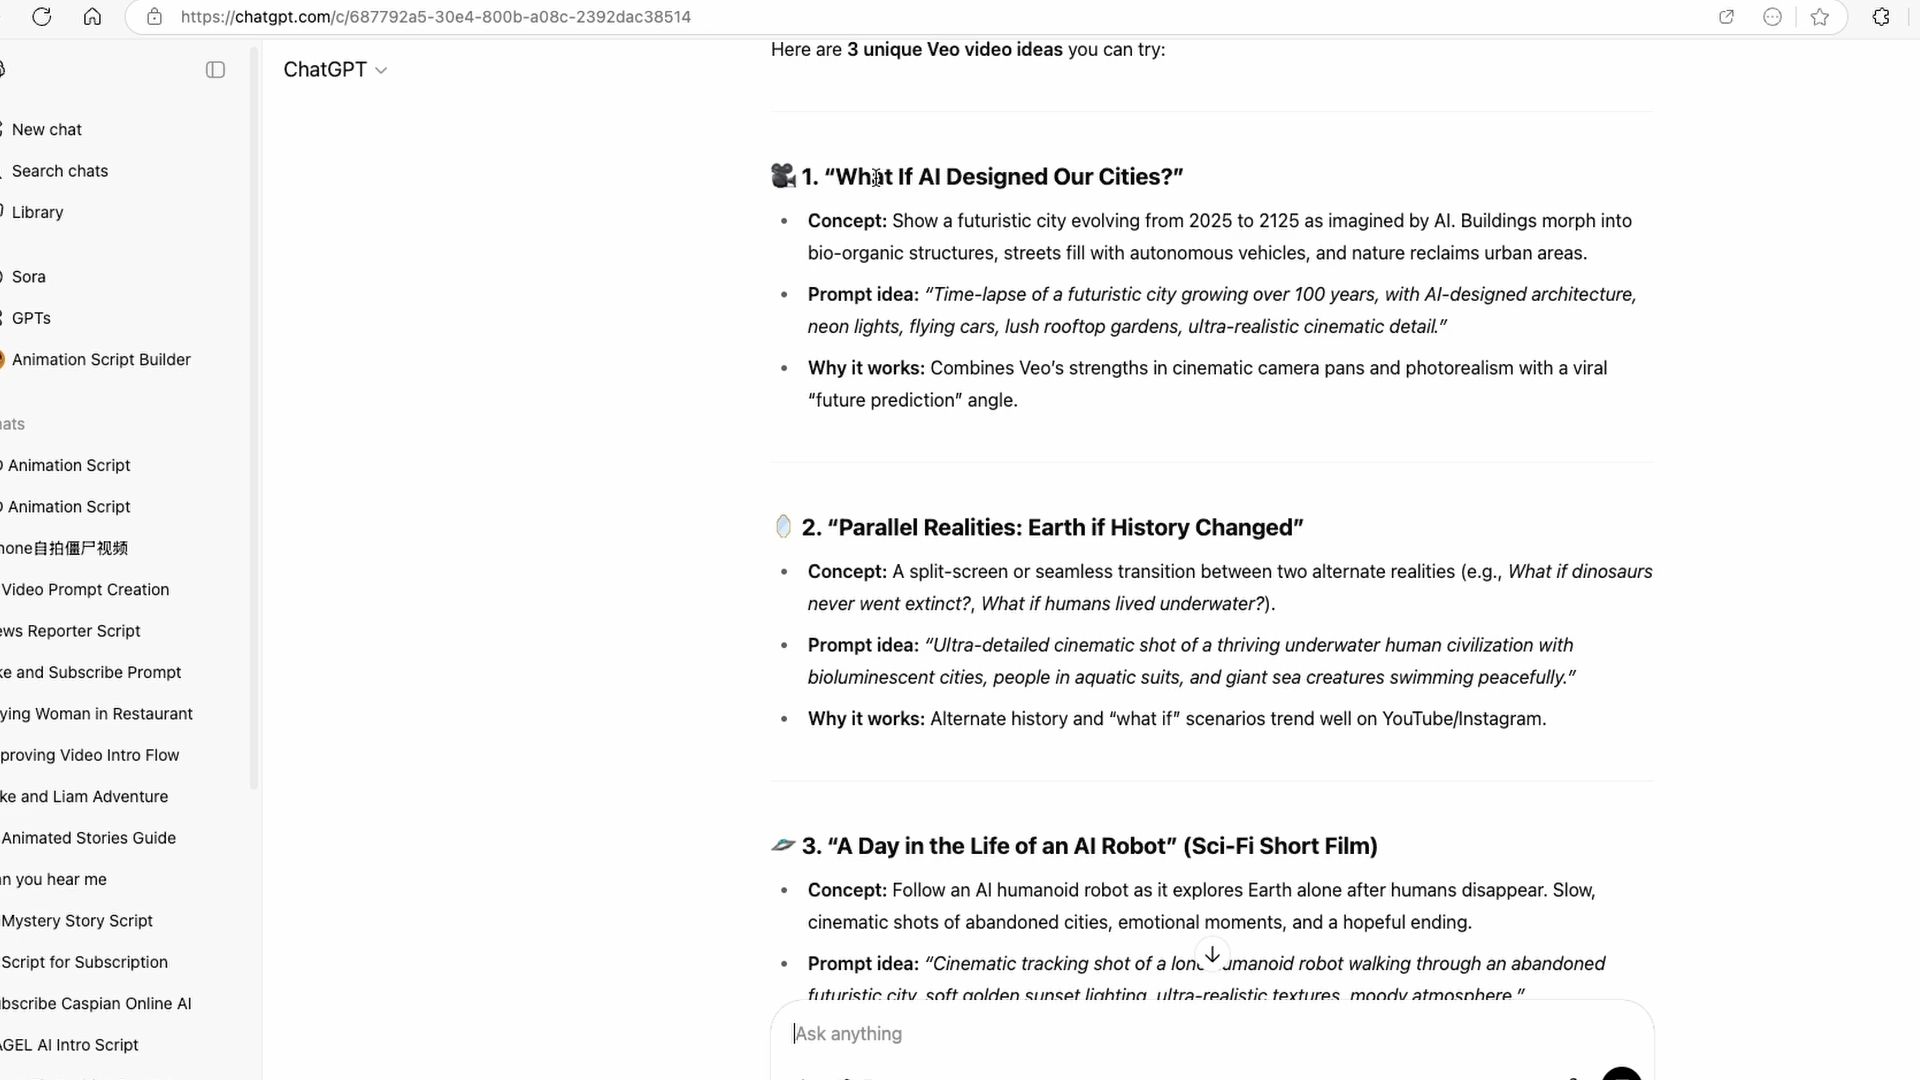 https://chatgpt.com/c/687792a5-30e4-800b-a08c-2392dac38514
ChatGPT
New chat
Search chats
Library
Sora
GPTs
Animation Script Builder
ats
Animation Script
Animation Script
hone自拍僵尸视频
Video Prompt Creation
ews Reporter Script
ke and Subscribe Prompt
ying Woman in Restaurant
proving Video Intro Flow
ke and Liam Adventure
Animated Stories Guide
n you hear me
Mystery Story Script
Script for Subscription
bscribe Caspian Online AI
AGEL AI Intro Script
Here are 3 unique Veo video ideas you can try:
1. “What If AI Designed Our Cities?”
• Concept: Show a futuristic city evolving from 2025 to 2125 as imagined by AI. Buildings morph into
bio-organic structures, streets fill with autonomous vehicles, and nature reclaims urban areas.
• Prompt idea: “Time-lapse of a futuristic city growing over 100 years, with AI-designed architecture,
neon lights, flying cars, lush rooftop gardens, ultra-realistic cinematic detail.”
• Why it works: Combines Veo’s strengths in cinematic camera pans and photorealism with a viral
“future prediction” angle.
2. “Parallel Realities: Earth if History Changed”
• Concept: A split-screen or seamless transition between two alternate realities (e.g., What if dinosaurs
never went extinct?, What if humans lived underwater?).
• Prompt idea: “Ultra-detailed cinematic shot of a thriving underwater human civilization with
bioluminescent cities, people in aquatic suits, and giant sea creatures swimming peacefully.”
• Why it works: Alternate history and “what if” scenarios trend well on YouTube/Instagram.
3. “A Day in the Life of an AI Robot” (Sci-Fi Short Film)
• Concept: Follow an AI humanoid robot as it explores Earth alone after humans disappear. Slow,
cinematic shots of abandoned cities, emotional moments, and a hopeful ending.
• Prompt idea: “Cinematic tracking shot of a lone humanoid robot walking through an abandoned
futuristic city, soft golden sunset lighting, ultra-realistic textures, moody atmosphere.”
Ask anything